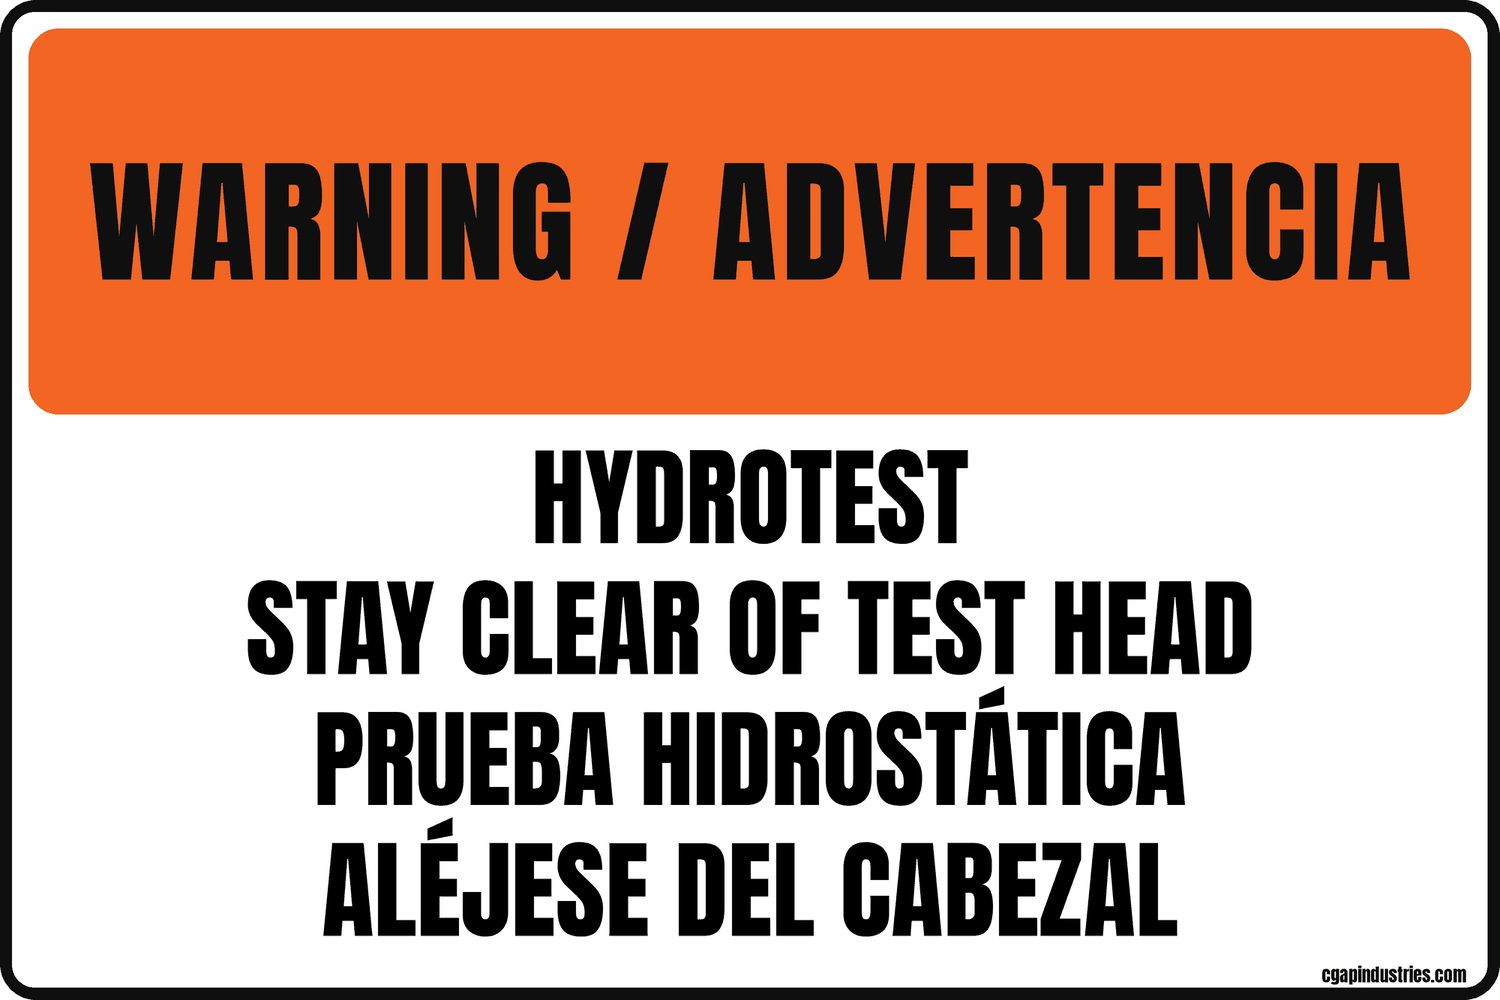 WARNING / ADVERTENCIA
HYDROTEST
STAY CLEAR OF TEST HEAD
PRUEBA HIDROSTÁTICA
ALÉJESE DEL CABEZAL
cgapindustries.com